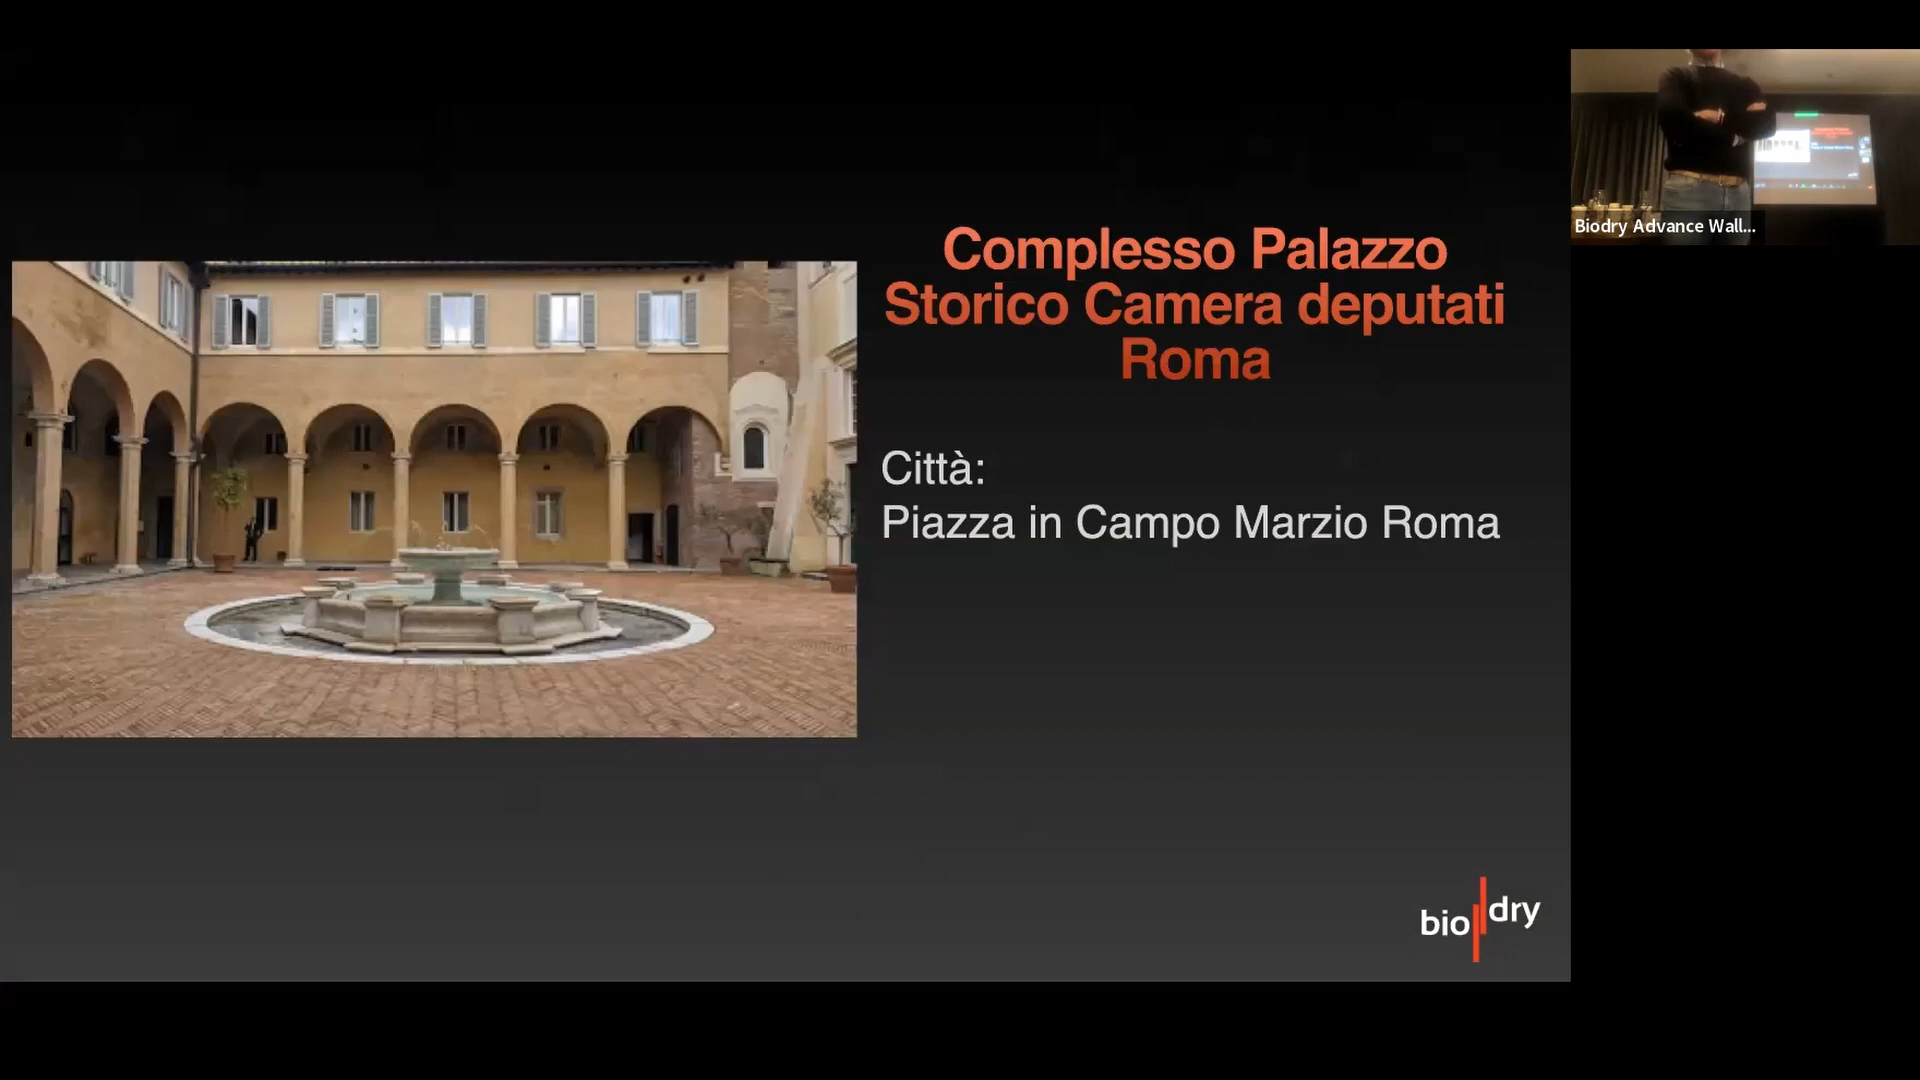 Complesso Palazzo
Storico Camera deputati
Roma
Città:
Piazza in Campo Marzio Roma
bio dry
Biodry Advance Wall...